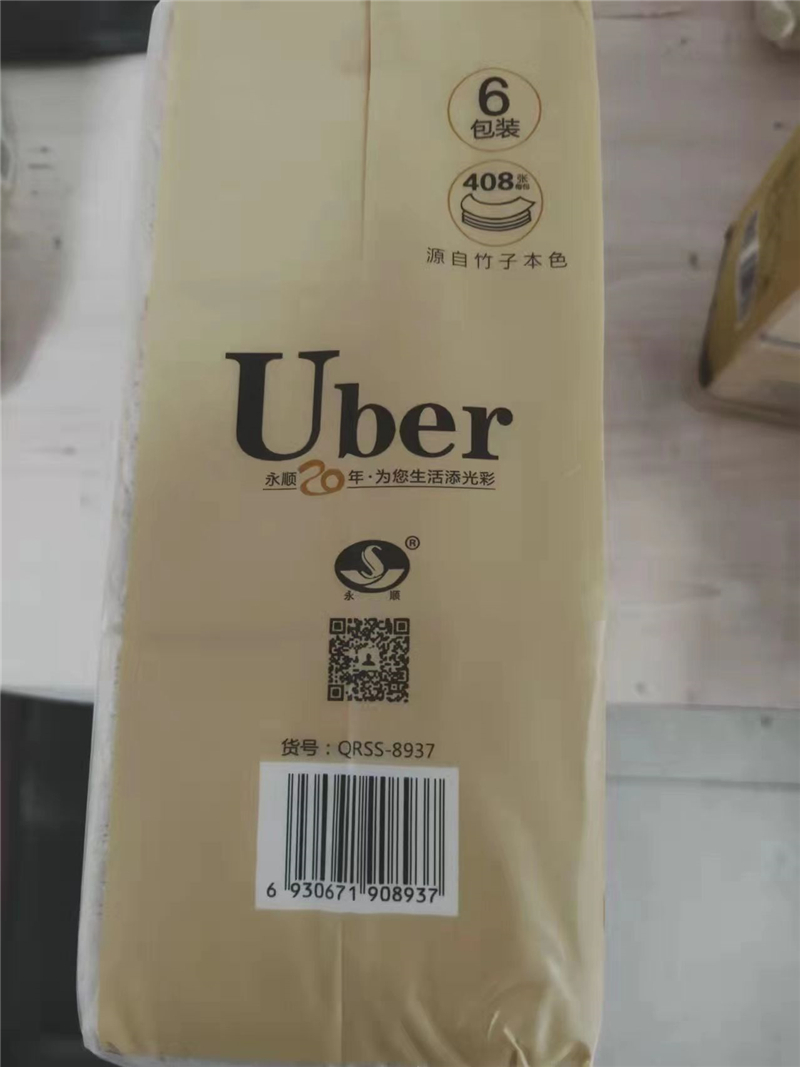 6
包装
408张
源自竹子本色
Uber
永顺20年·为您生活添光彩
®
永 顺
货号：QRSS-8937
6 930671 908937